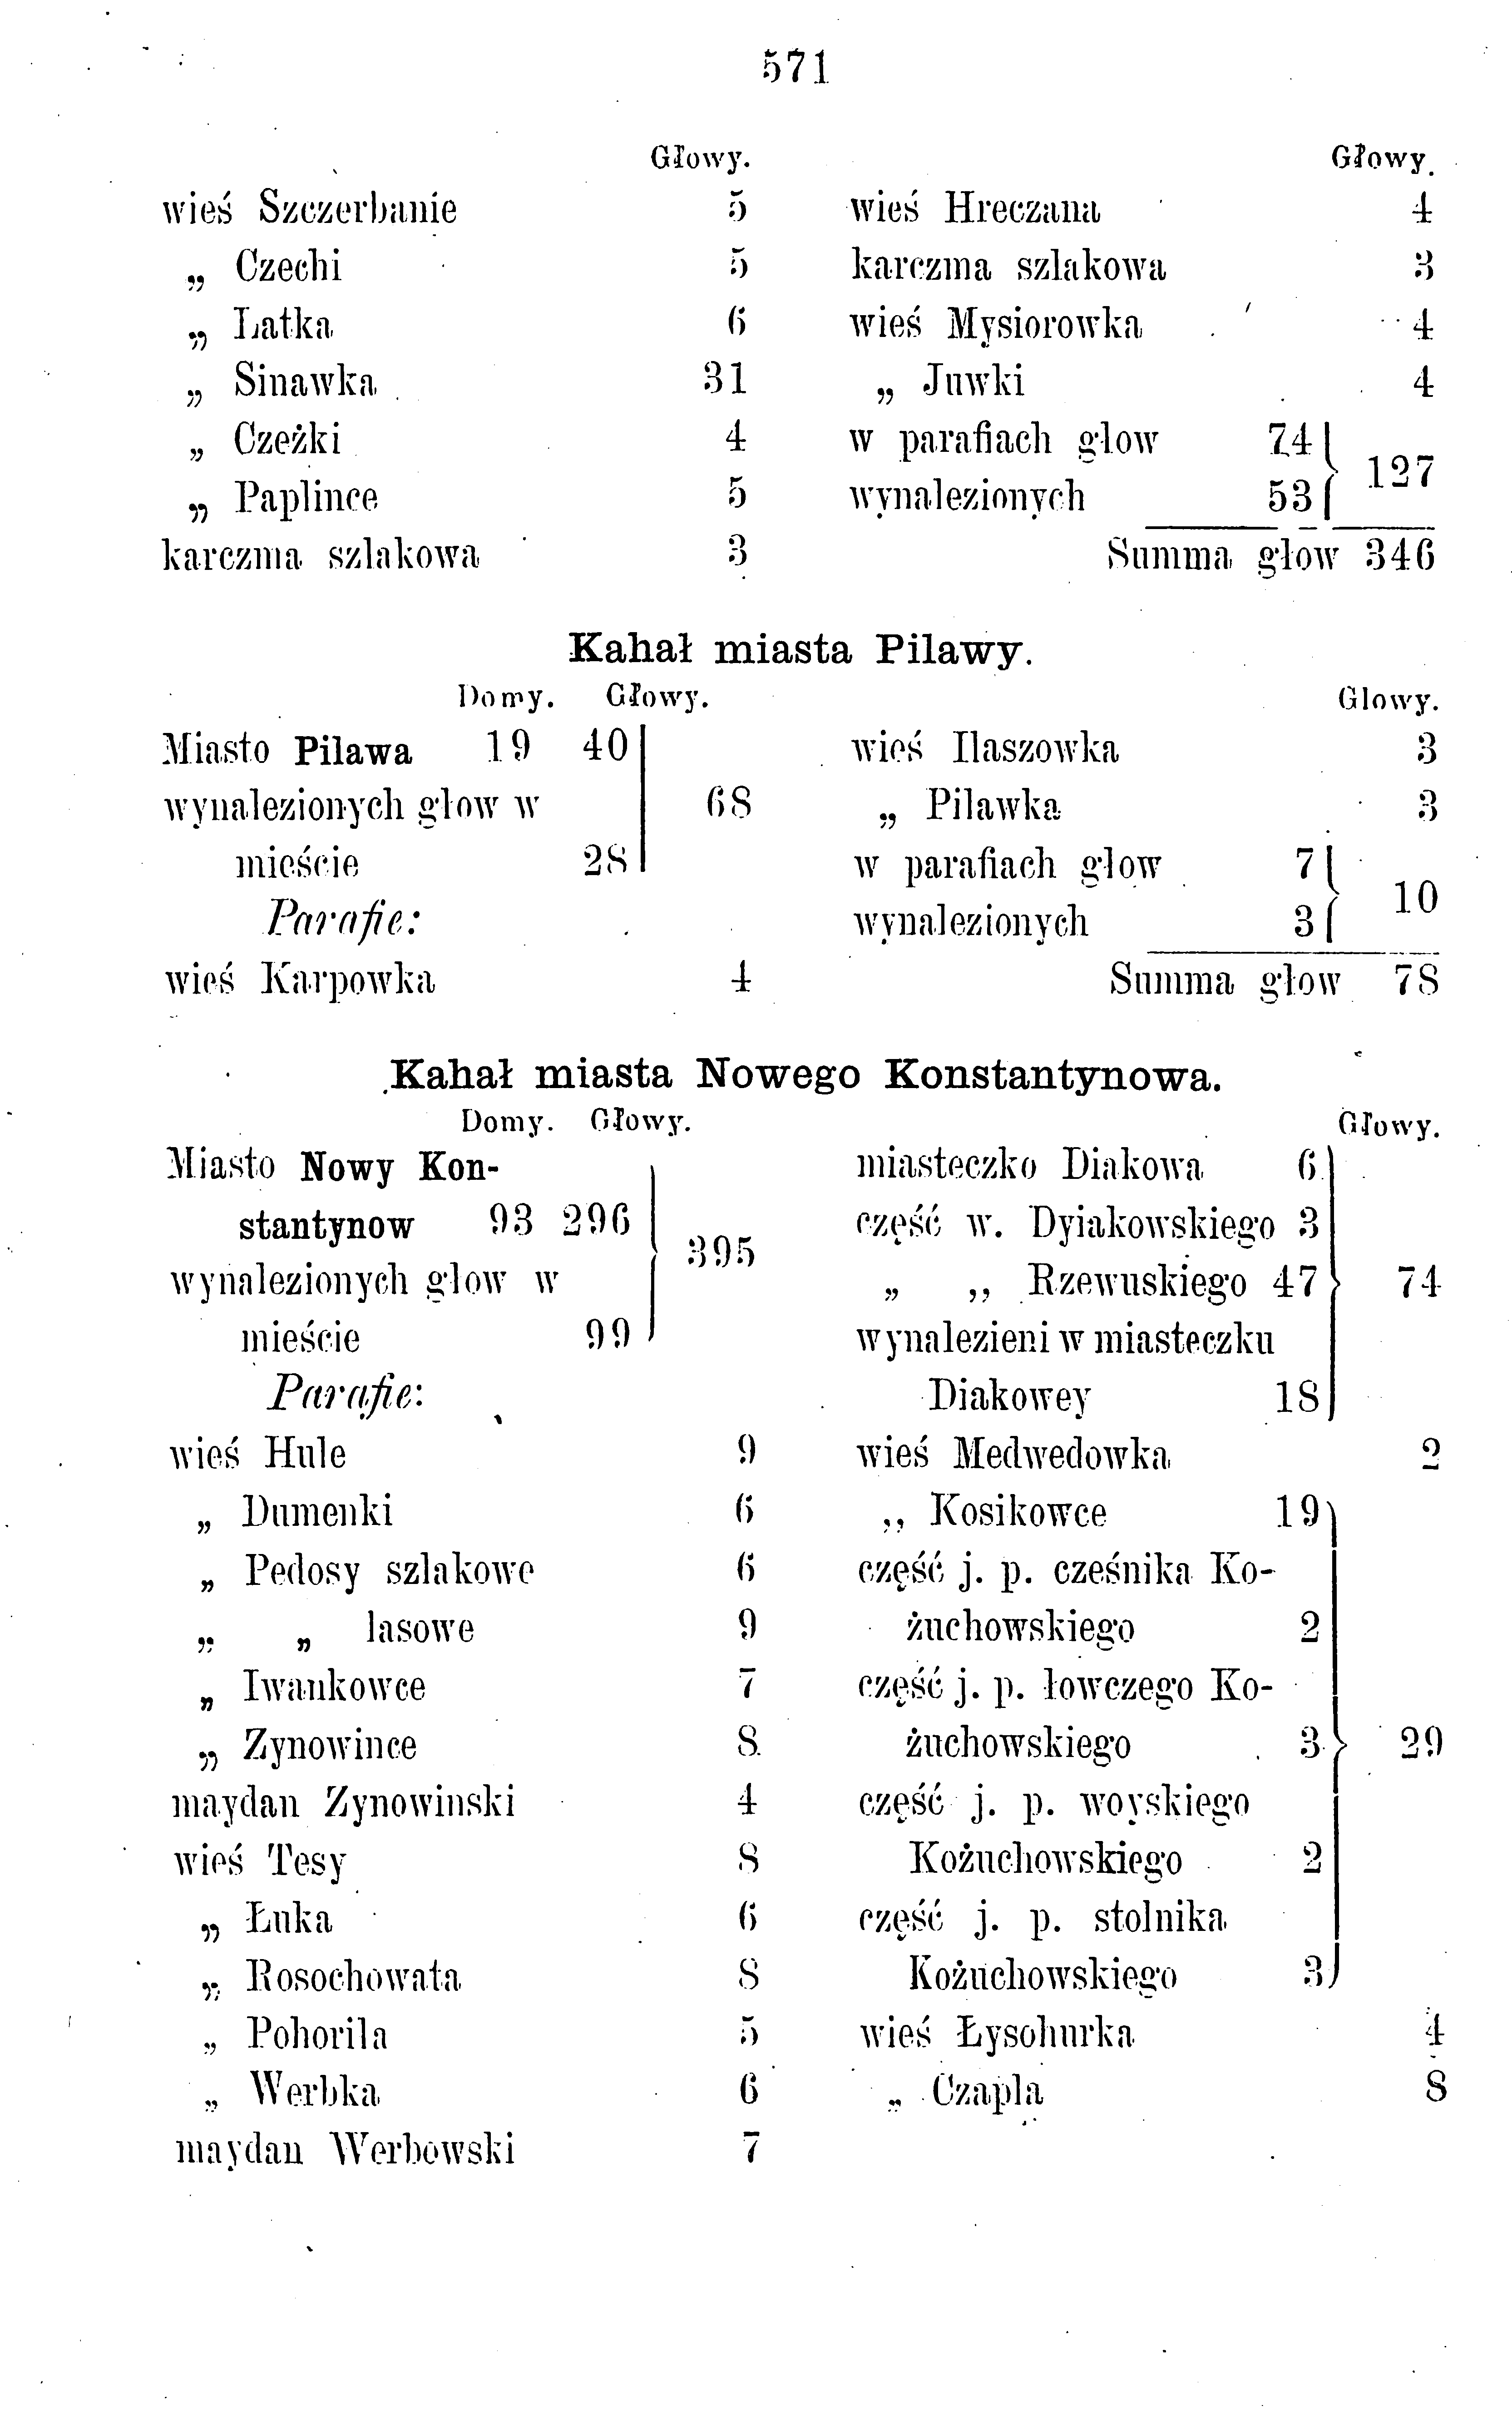 571
Głowy.
wieś Szczerbanie 5
„ Czechi 5
„ Latka 6
„ Sinawka 31
„ Czeżki 4
„ Paplince 5
karczma szlakowa 3
Głowy.
wieś Hreczana 4
karczma szlakowa 3
wieś Mysiorowka 4
„ Juwki 4
w parafiach głow 74
127
wynalezionych 53
Summa głow 346
Kahał miasta Pilawy.
Domy. Głowy.
Miasto Pilawa 19 40
wynalezionych głow w 68
mieście 28
Parafie:
wieś Karpowka 4
Głowy.
wieś Ilaszowka 3
„ Pilawka 3
w parafiach głow 7
10
wynalezionych 3
Summa głow 78
Kahał miasta Nowego Konstantynowa.
Domy. Głowy.
Miasto Nowy Kon-
stantynow 93 296
395
wynalezionych głow w
mieście 99
Parafie:
wieś Hule 9
„ Dumenki 6
„ Pedosy szlakowe 6
„ „ lasowe 9
„ Iwankowce 7
„ Zynowince 8
maydan Zynowinski 4
wieś Tesy 8
„ Łuka 6
„ Rosochowata 8
„ Pohorila 5
„ Werbka 6
maydan Werbowski 7
Głowy.
miasteczko Diakowa 6
część w. Dyiakowskiego 3
„ „ Rzewuskiego 47 74
wynalezieni w miasteczku
Diakowey 18
wieś Medwedowka 2
„ Kosikowce 19
część j. p. cześnika Ko-
żuchowskiego 2
część j. p. łowczego Ko-
żuchowskiego 3 29
część j. p. woyskiego
Kożuchowskiego 2
część j. p. stolnika
Kożuchowskiego 3
wieś Łysohurka 4
„ Czapla 8